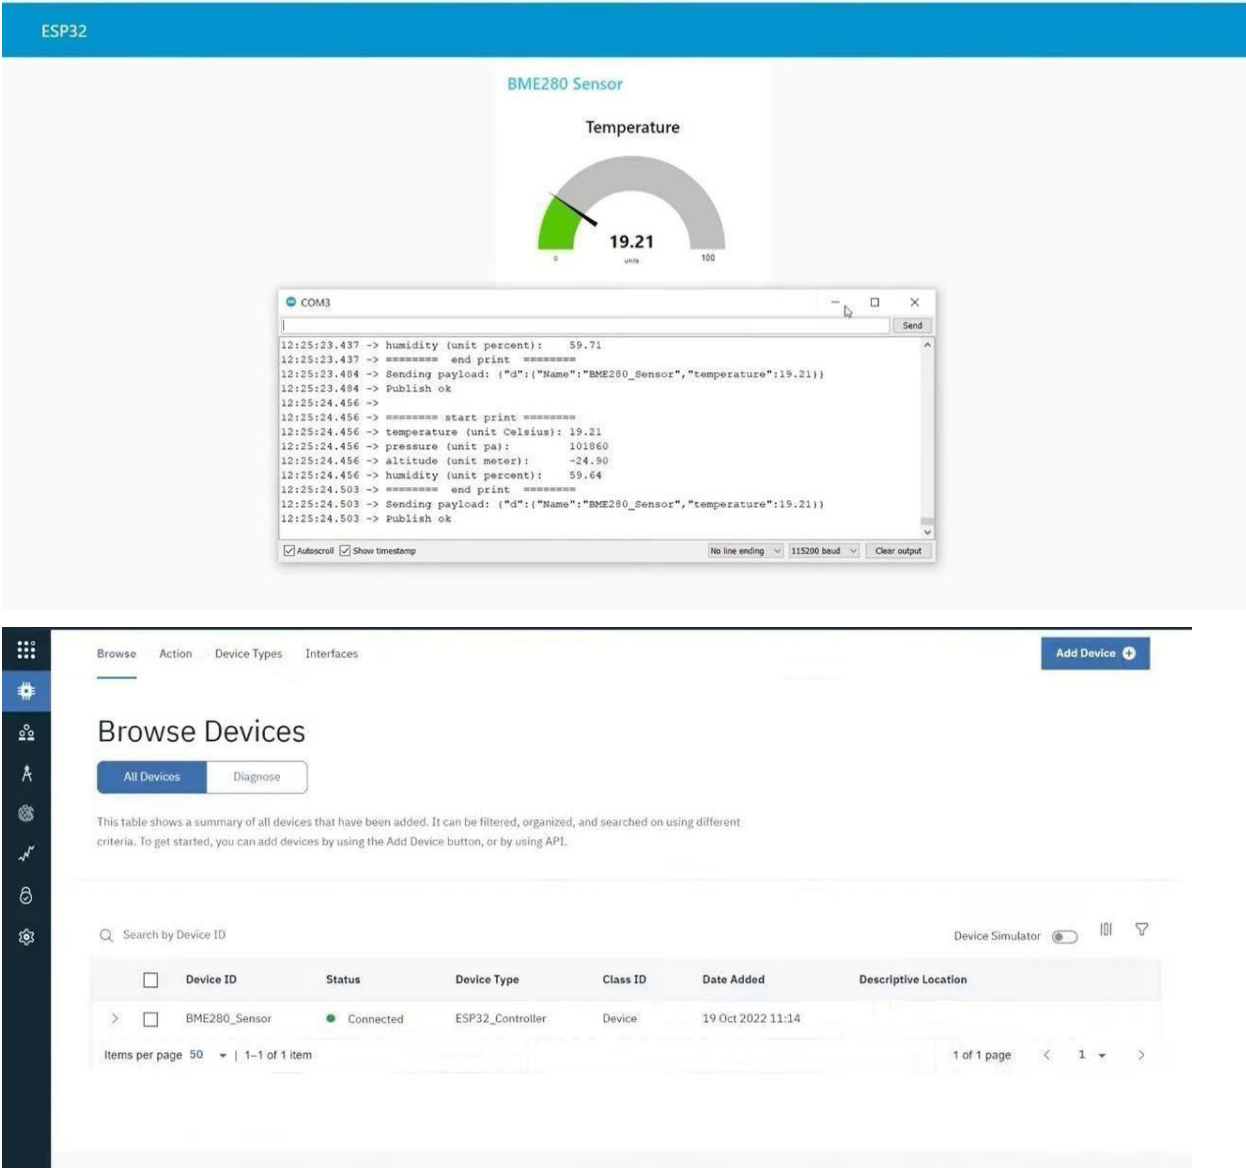 ESP32
BME280 Sensor
Temperature
19.21
0
units
100
COM3
Send
12:25:23.437 -> humidity (unit percent):    59.71
12:25:23.437 -> ========  end print  ========
12:25:23.484 -> Sending payload: {"d":{"Name":"BME280_Sensor","temperature":19.21}}
12:25:23.484 -> Publish ok
12:25:24.456 ->
12:25:24.456 -> ======== start print ========
12:25:24.456 -> temperature (unit Celsius): 19.21
12:25:24.456 -> pressure (unit pa):         101860
12:25:24.456 -> altitude (unit meter):      -24.90
12:25:24.456 -> humidity (unit percent):    59.64
12:25:24.503 -> ========  end print  ========
12:25:24.503 -> Sending payload: {"d":{"Name":"BME280_Sensor","temperature":19.21}}
12:25:24.503 -> Publish ok
Autoscroll Show timestamp No line ending 115200 baud Clear output
Browse Action Device Types Interfaces Add Device
Browse Devices
All Devices Diagnose
This table shows a summary of all devices that have been added. It can be filtered, organized, and searched on using different
criteria. To get started, you can add devices by using the Add Device button, or by using API.
Search by Device ID Device Simulator
Device ID Status Device Type Class ID Date Added Descriptive Location
BME280_Sensor Connected ESP32_Controller Device 19 Oct 2022 11:14
Items per page 50 | 1–1 of 1 item 1 of 1 page 1